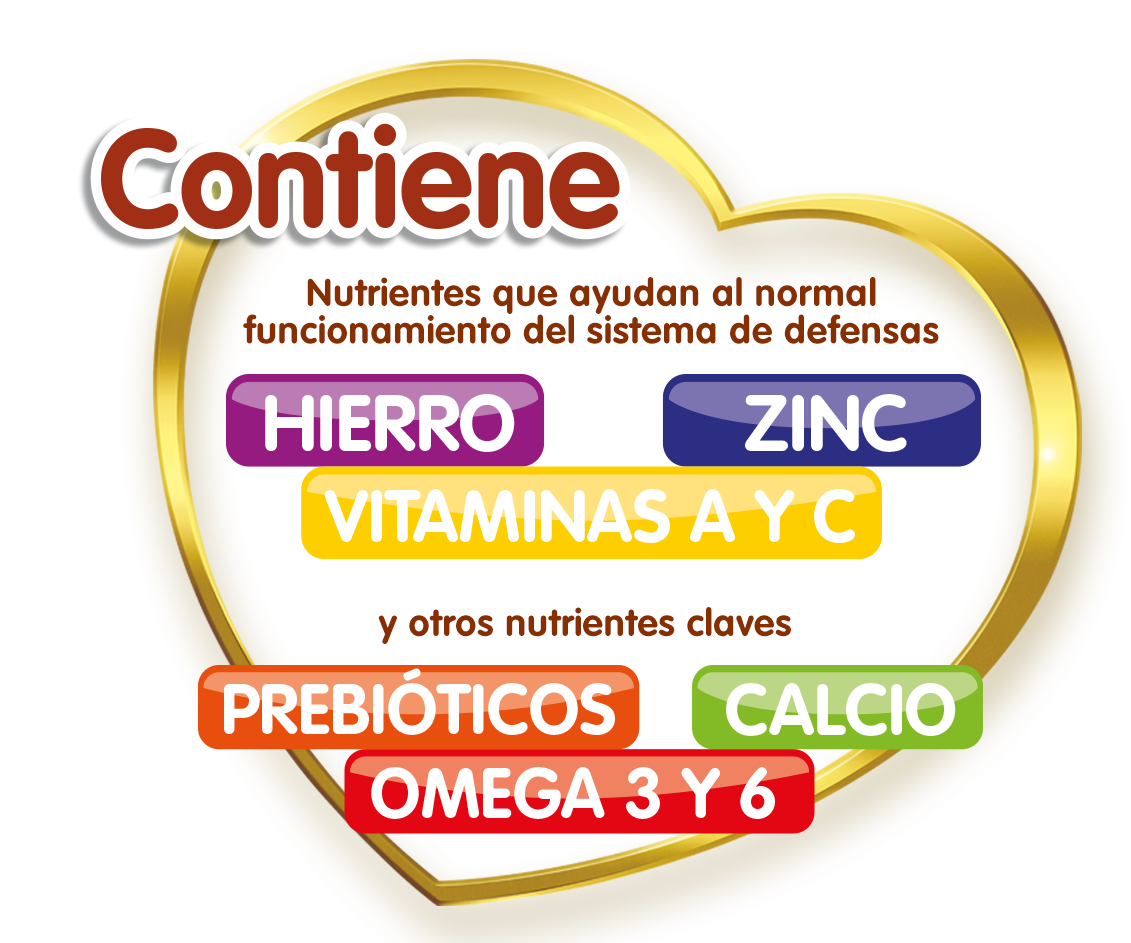 Contiene
Nutrientes que ayudan al normal
funcionamiento del sistema de defensas
HIERRO
ZINC
VITAMINAS A Y C
y otros nutrientes claves
PREBIÓTICOS
CALCIO
OMEGA 3 Y 6